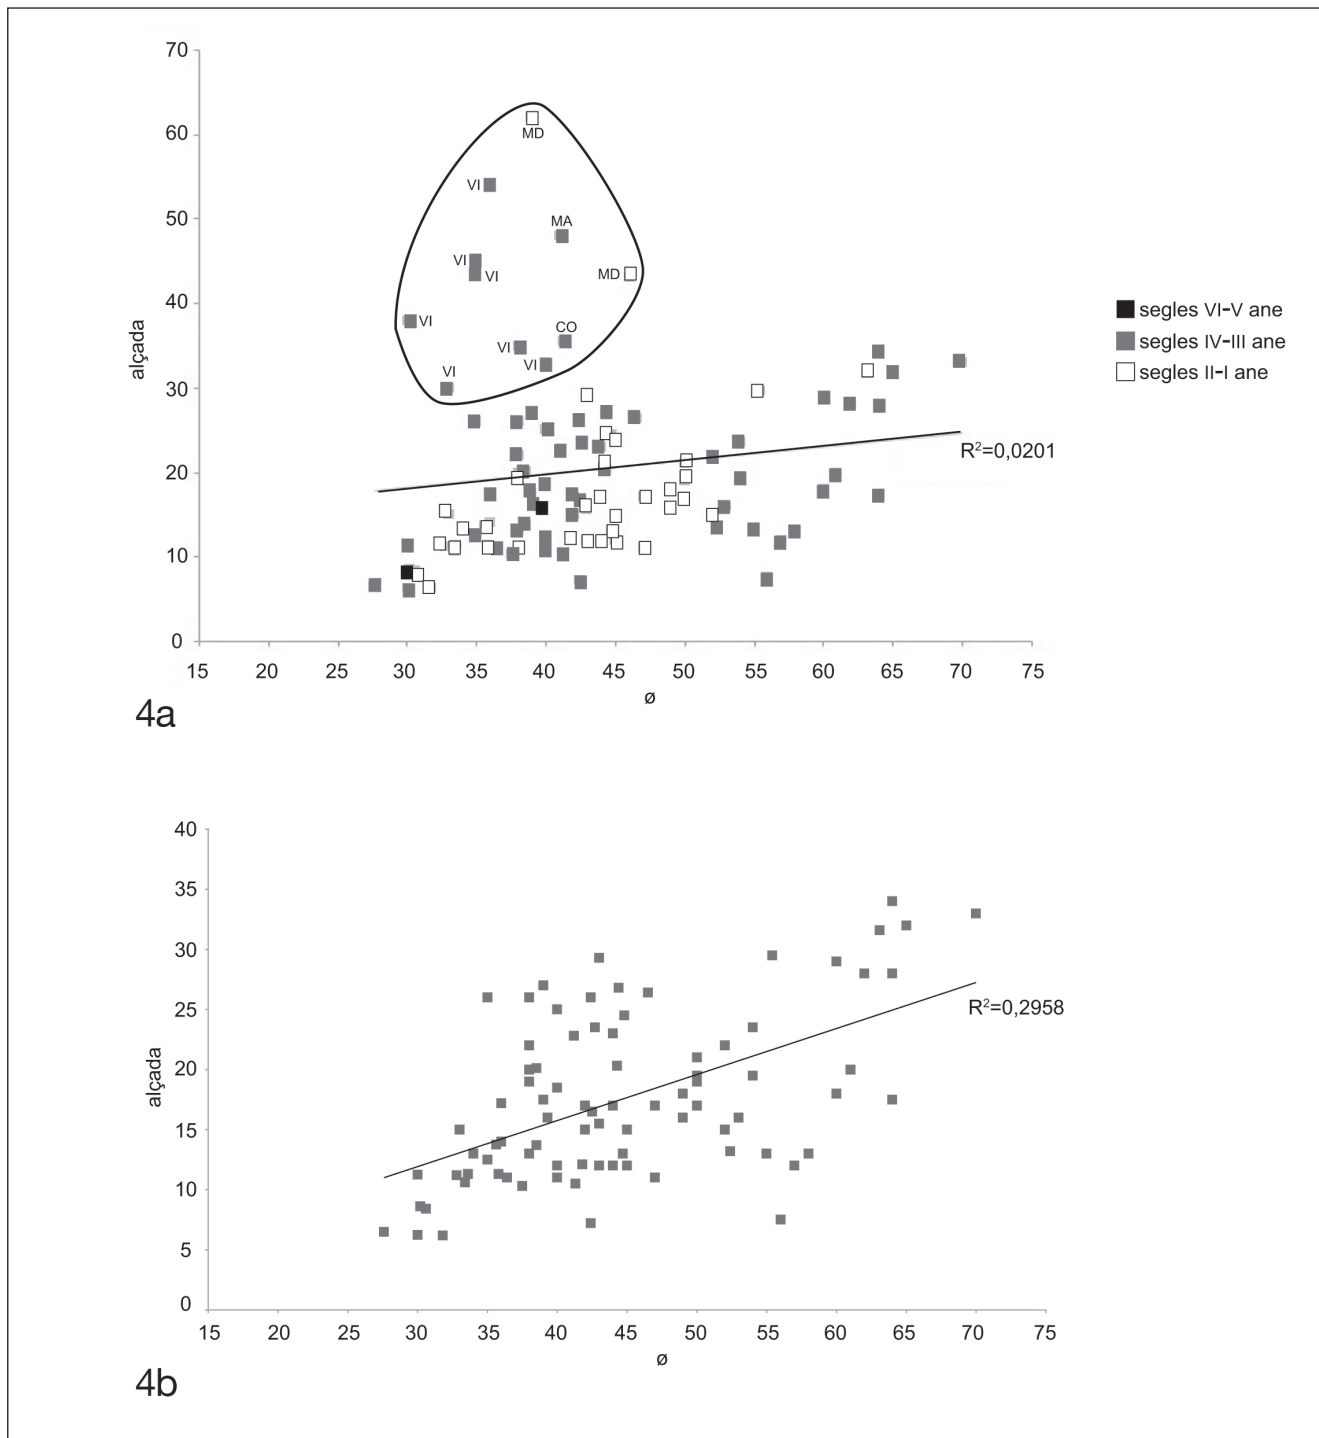 70
60
50
40
30
20
10
0
alçada
MD
VI
MA
VI
VI
MD
VI
CO
VI
VI
VI
segles VI-V ane
segles IV-III ane
segles II-I ane
R²=0,0201
15 20 25 30 35 40 45 50 55 60 65 70 75
ø
4a
40
35
30
25
20
15
10
5
0
alçada
R²=0,2958
15 20 25 30 35 40 45 50 55 60 65 70 75
ø
4b